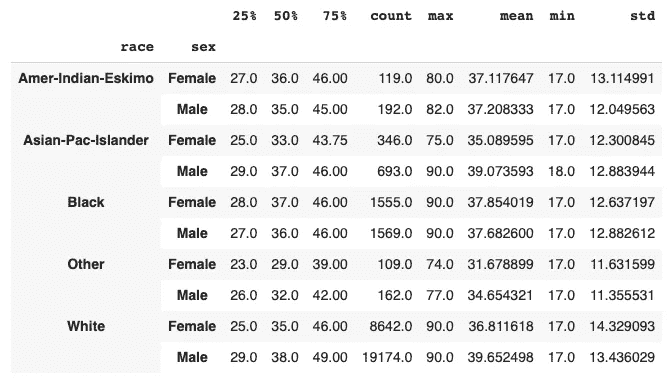 25% 50% 75% count max mean min std
race sex
Amer-Indian-Eskimo Female 27.0 36.0 46.00 119.0 80.0 37.117647 17.0 13.114991
Male 28.0 35.0 45.00 192.0 82.0 37.208333 17.0 12.049563
Asian-Pac-Islander Female 25.0 33.0 43.75 346.0 75.0 35.089595 17.0 12.300845
Male 29.0 37.0 46.00 693.0 90.0 39.073593 18.0 12.883944
Black Female 28.0 37.0 46.00 1555.0 90.0 37.854019 17.0 12.637197
Male 27.0 36.0 46.00 1569.0 90.0 37.682600 17.0 12.882612
Other Female 23.0 29.0 39.00 109.0 74.0 31.678899 17.0 11.631599
Male 26.0 32.0 42.00 162.0 77.0 34.654321 17.0 11.355531
White Female 25.0 35.0 46.00 8642.0 90.0 36.811618 17.0 14.329093
Male 29.0 38.0 49.00 19174.0 90.0 39.652498 17.0 13.436029